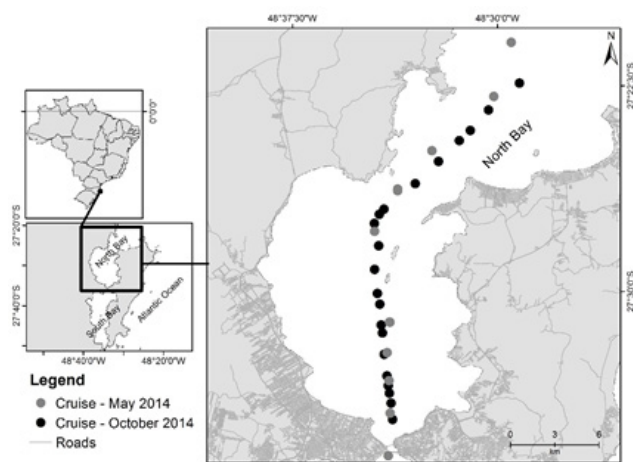 48°37'30"W
48°30'0"W
N
27°22'30"S
North Bay
0°0'0"
27°20'0"S
North Bay
27°30'0"S
27°40'0"S
South Bay
Atlantic Ocean
48°40'0"W
48°20'0"W
Legend
Cruise - May 2014
Cruise - October 2014
Roads
0 3 6
km